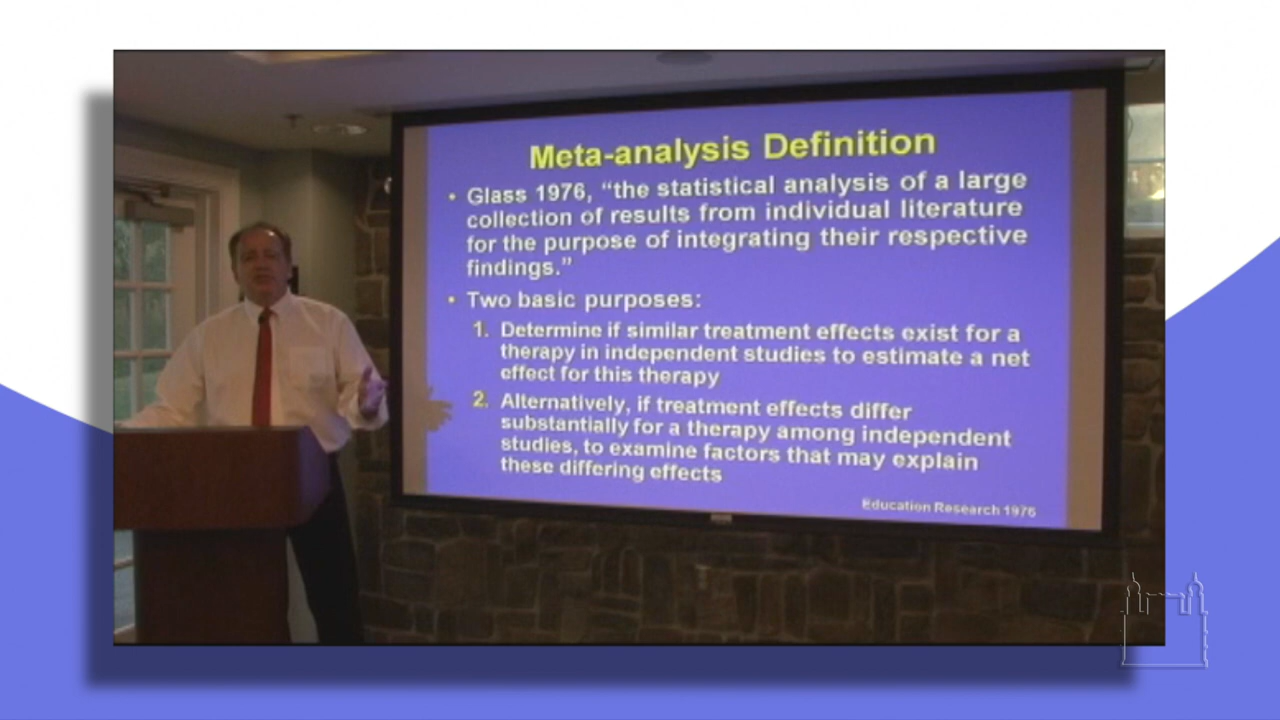 Meta-analysis Definition
• Glass 1976, “the statistical analysis of a large
collection of results from individual literature
for the purpose of integrating their respective
findings.”
• Two basic purposes:
1. Determine if similar treatment effects exist for a
therapy in independent studies to estimate a net
effect for this therapy
2. Alternatively, if treatment effects differ
substantially for a therapy among independent
studies, to examine factors that may explain
these differing effects
Education Research 1976